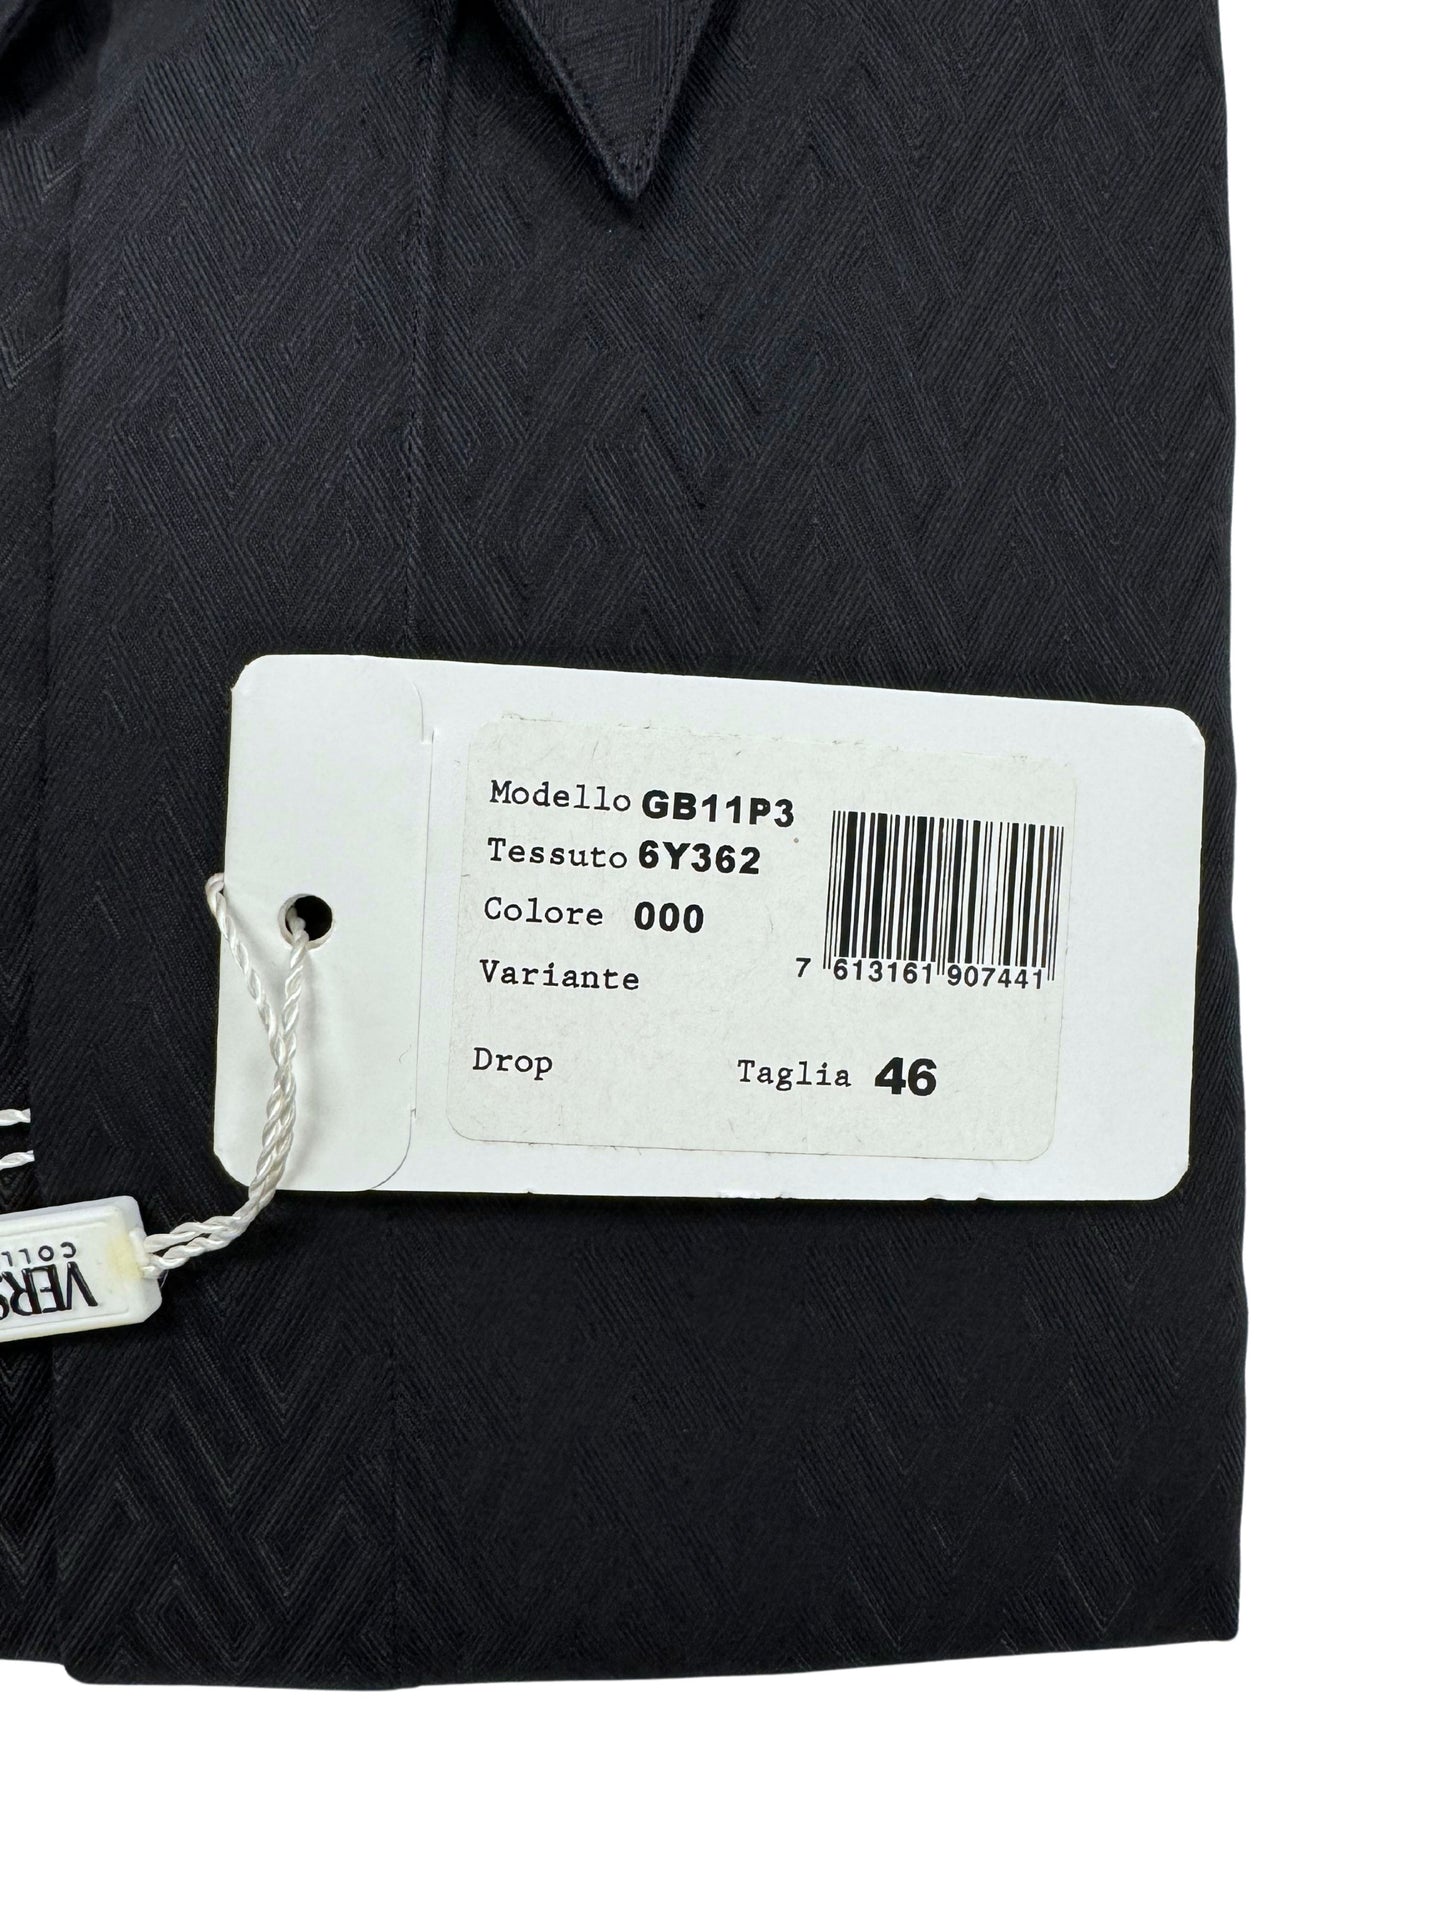 Modello GB11P3
Tessuto 6Y362
Colore 000
Variante
7 613161 907441
Drop
Taglia 46